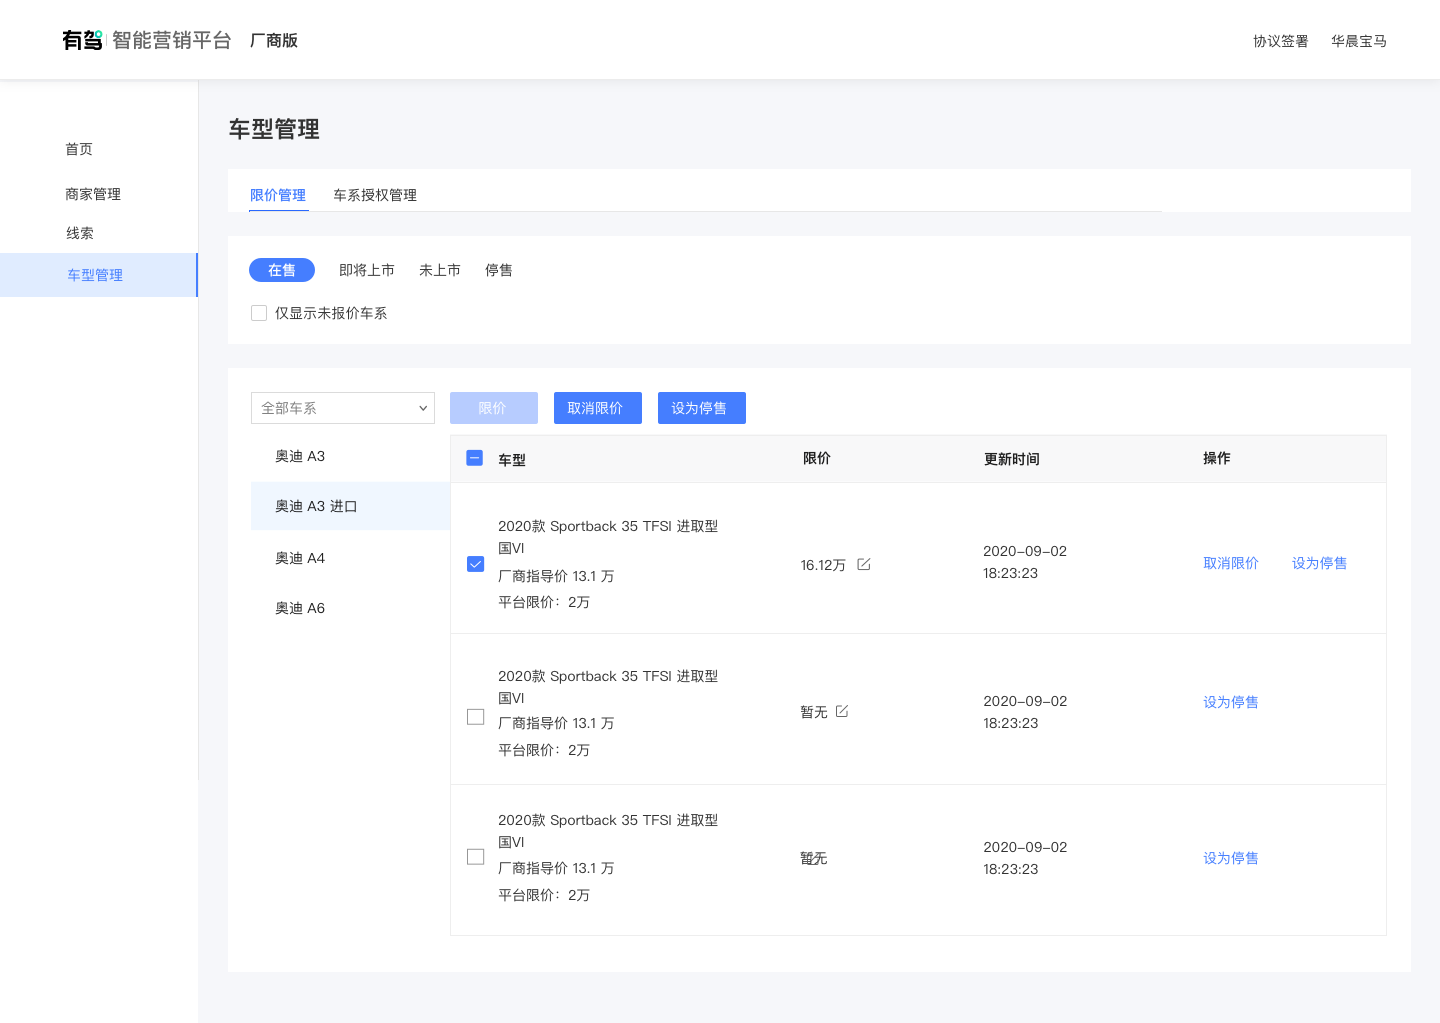 有驾 智能营销平台 厂商版
协议签署 华晨宝马
首页
商家管理
线索
车型管理
车型管理
限价管理 车系授权管理
在售 即将上市 未上市 停售
仅显示未报价车系
全部车系 限价 取消限价 设为停售
奥迪 A3
奥迪 A3 进口
奥迪 A4
奥迪 A6
车型 限价 更新时间 操作
2020款 Sportback 35 TFSI 进取型
国VI
厂商指导价 13.1 万
平台限价：2万
16.12万
2020-09-02
18:23:23
取消限价 设为停售
2020款 Sportback 35 TFSI 进取型
国VI
厂商指导价 13.1 万
平台限价：2万
暂无
2020-09-02
18:23:23
设为停售
2020款 Sportback 35 TFSI 进取型
国VI
厂商指导价 13.1 万
平台限价：2万
暂无
2020-09-02
18:23:23
设为停售